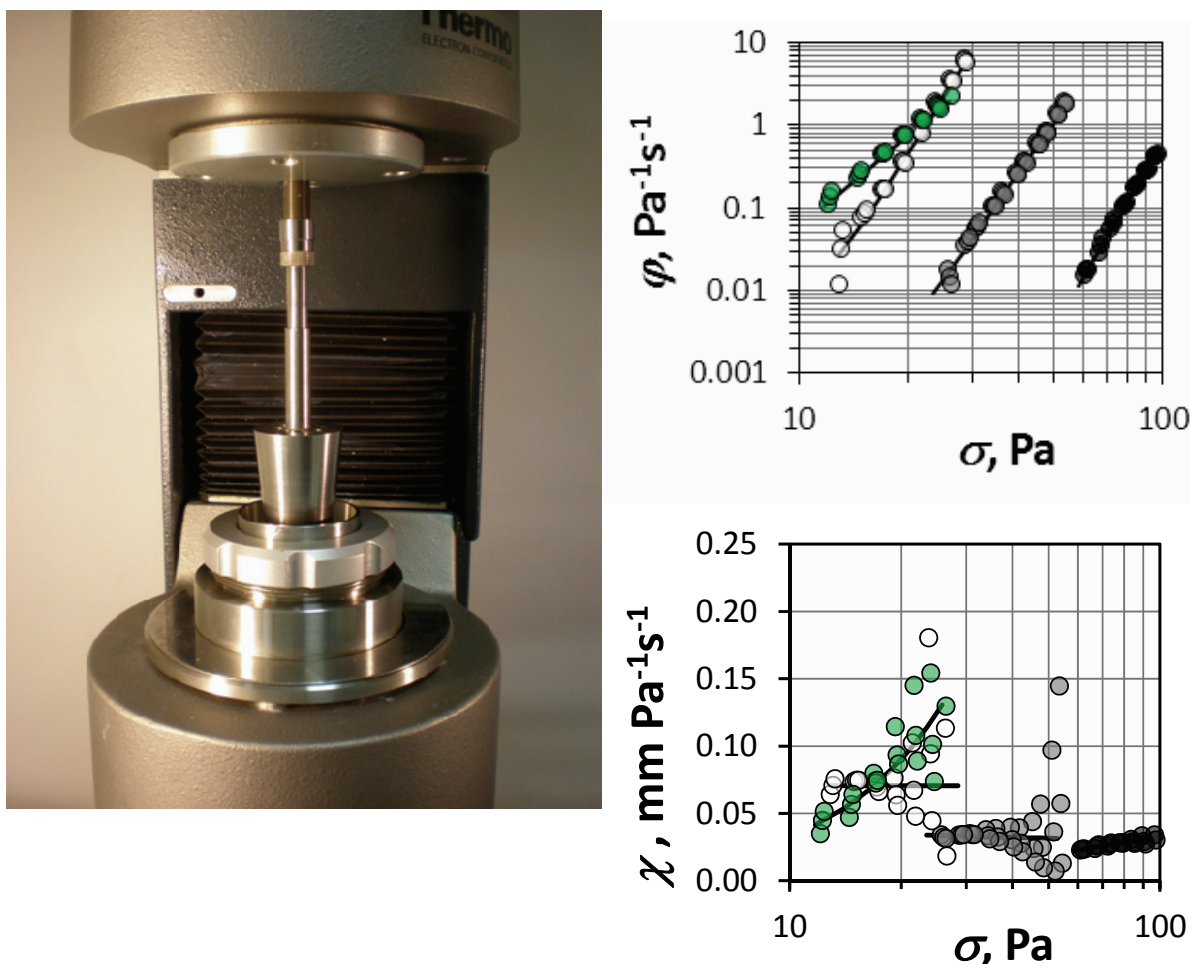 Thermo
ELECTRON CORPORATION
10
1
0.1
0.01
0.001
φ, Pa⁻¹s⁻¹
10
100
σ, Pa
0.25
0.20
0.15
0.10
0.05
0.00
χ, mm Pa⁻¹s⁻¹
10
100
σ, Pa